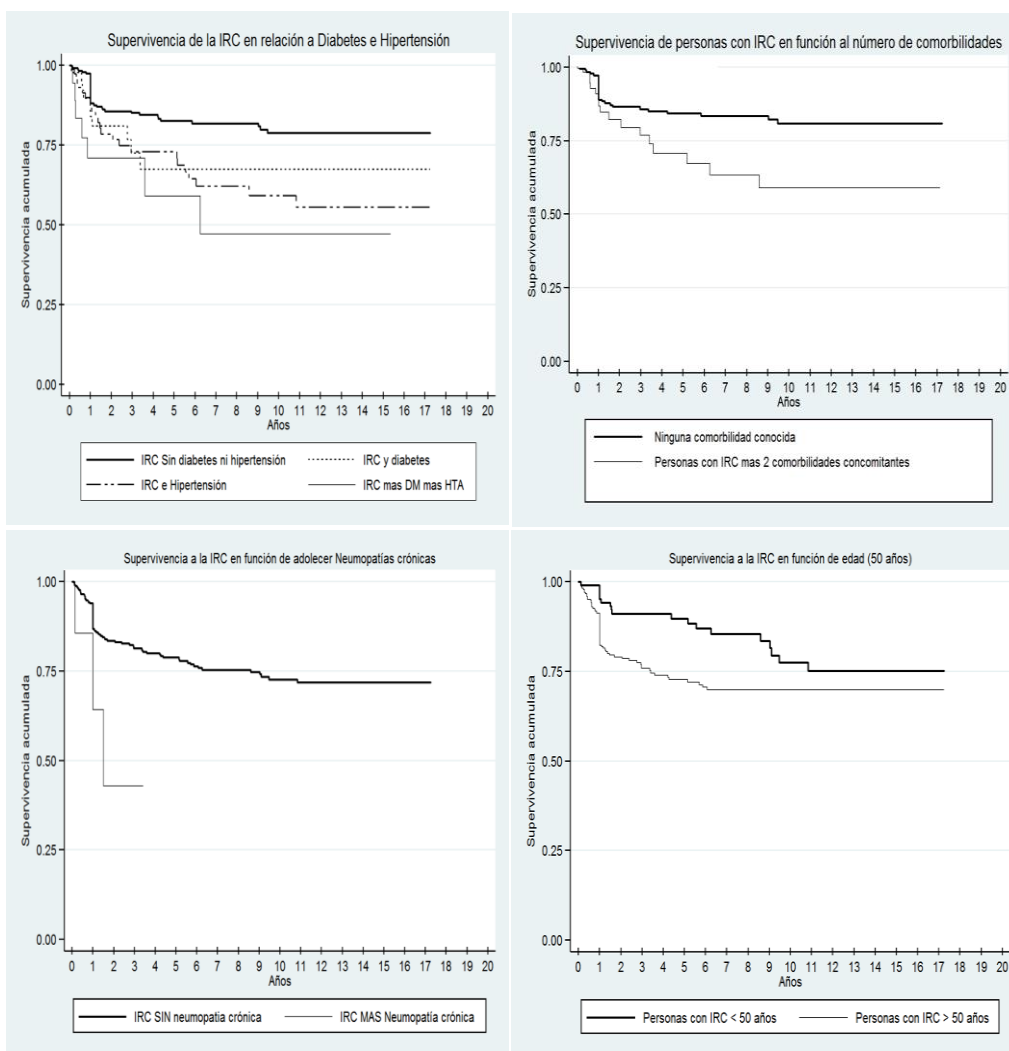 Supervivencia de la IRC en relación a Diabetes e Hipertensión
Supervivencia acumulada
1.00
0.75
0.50
0.25
0.00
0 1 2 3 4 5 6 7 8 9 10 11 12 13 14 15 16 17 18 19 20
Años
IRC Sin diabetes ni hipertensión
IRC y diabetes
IRC e Hipertensión
IRC mas DM mas HTA
Supervivencia de personas con IRC en función al número de comorbilidades
Supervivencia acumulada
1.00
0.75
0.50
0.25
0.00
0 1 2 3 4 5 6 7 8 9 10 11 12 13 14 15 16 17 18 19 20
Años
Ninguna comorbilidad conocida
Personas con IRC mas 2 comorbilidades concomitantes
Supervivencia a la IRC en función de adolecer Neumopatías crónicas
Supervivencia acumulada
1.00
0.75
0.50
0.25
0.00
0 1 2 3 4 5 6 7 8 9 10 11 12 13 14 15 16 17 18 19 20
Años
IRC SIN neumopatia crónica
IRC MAS Neumopatía crónica
Supervivencia a la IRC en función de edad (50 años)
Supervivencia acumulada
1.00
0.75
0.50
0.25
0.00
0 1 2 3 4 5 6 7 8 9 10 11 12 13 14 15 16 17 18 19 20
Años
Personas con IRC < 50 años
Personas con IRC > 50 años